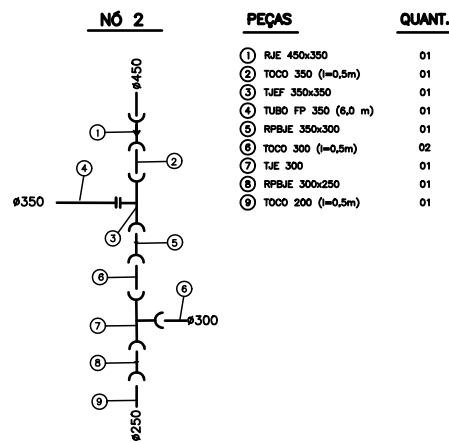 NÓ 2
PEÇAS QUANT.
1 RJE 450x350 01
2 TOCO 350 (l=0,5m) 01
3 TJEF 350x350 01
4 TUBO FP 350 (6,0 m) 01
5 RPBJE 350x300 01
6 TOCO 300 (l=0,5m) 02
7 TJE 300 01
8 RPBJE 300x250 01
9 TOCO 200 (l=0,5m) 01
ø450
1
2
4
ø350
3
5
6
6
ø300
7
8
9
ø250